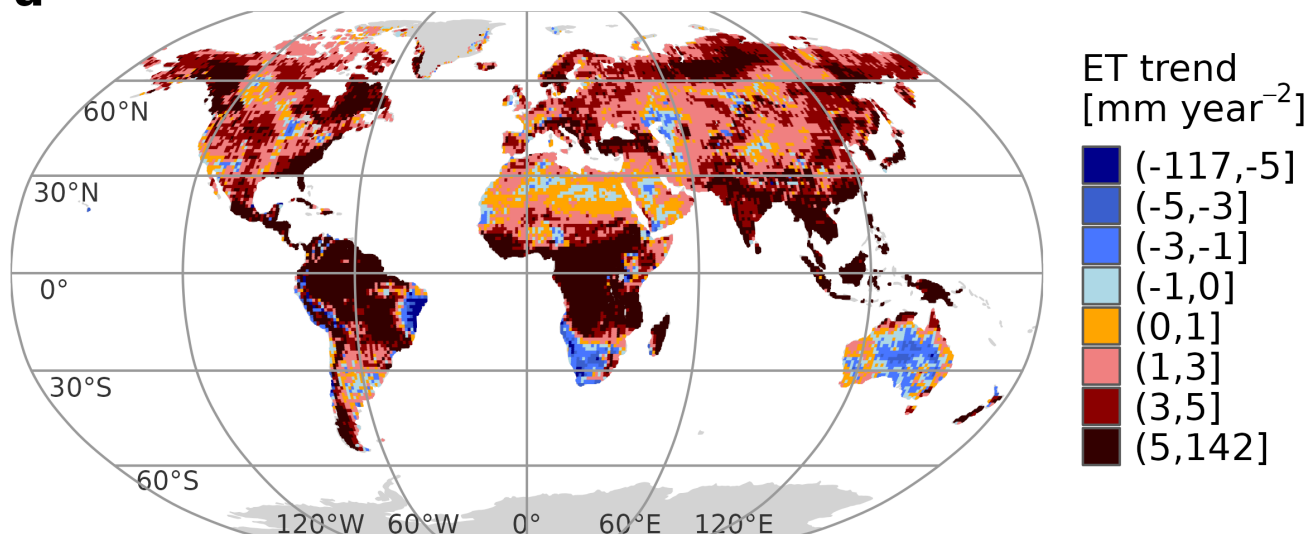 60°N
30°N
0°
30°S
60°S
120°W 60°W 0° 60°E 120°E
ET trend
[mm year⁻²]
(-117,-5]
(-5,-3]
(-3,-1]
(-1,0]
(0,1]
(1,3]
(3,5]
(5,142]